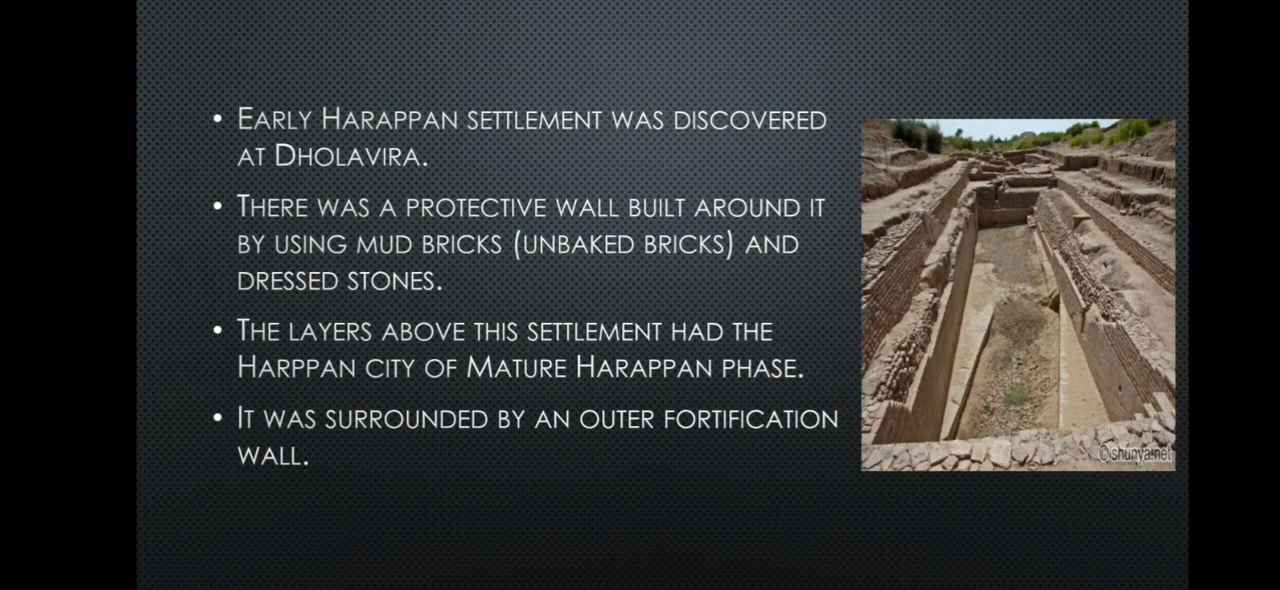 • Early Harappan settlement was discovered
at Dholavira.
• There was a protective wall built around it
by using mud bricks (unbaked bricks) and
dressed stones.
• The layers above this settlement had the
Harppan city of Mature Harappan phase.
• It was surrounded by an outer fortification
wall.
©shunya.net